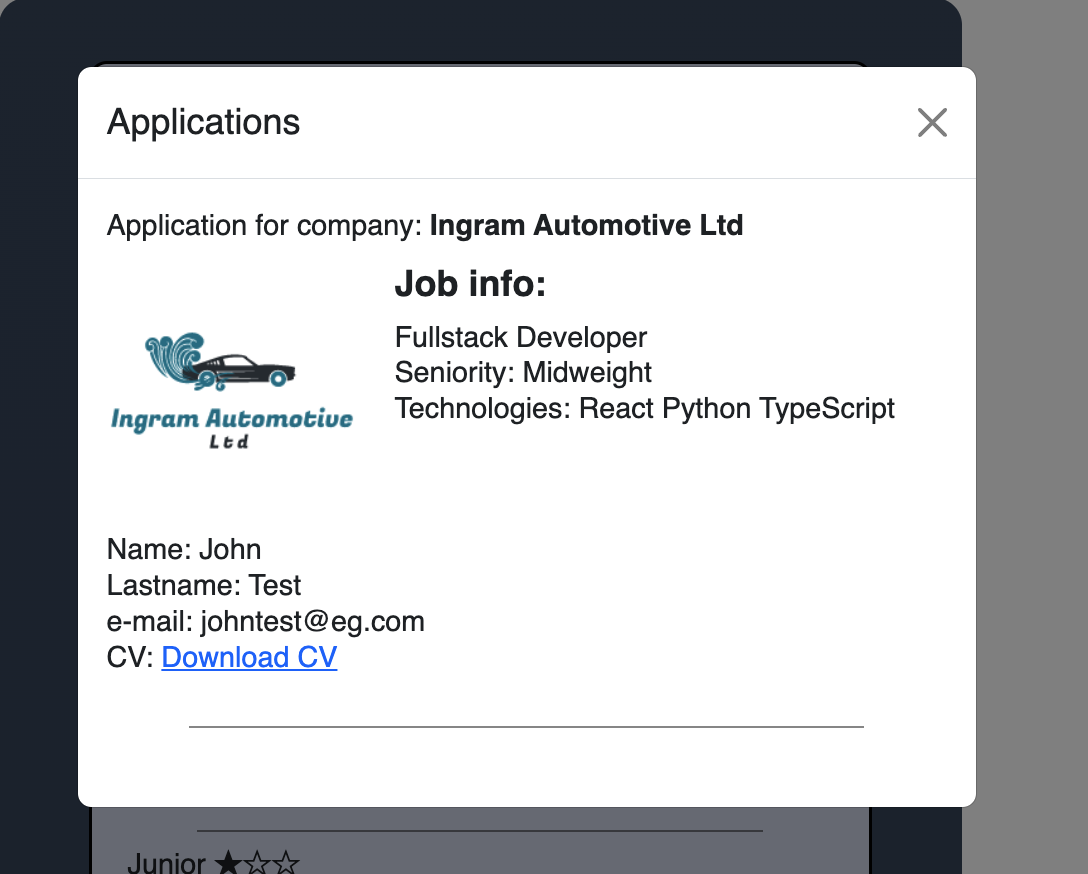 Applications
Application for company: Ingram Automotive Ltd
Job info:
Fullstack Developer
Seniority: Midweight
Technologies: React Python TypeScript
Ingram Automotive
Ltd
Name: John
Lastname: Test
e-mail: johntest@eg.com
CV: Download CV
Junior ★☆☆